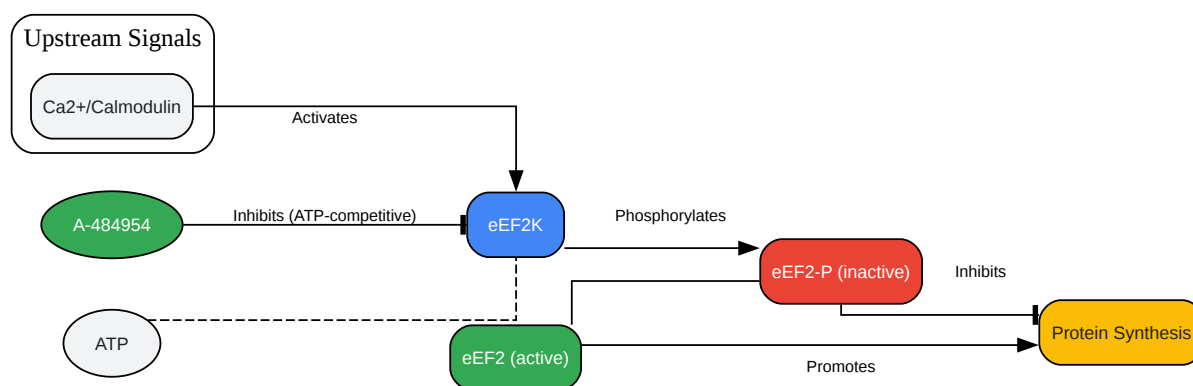 Upstream Signals
Ca2+/Calmodulin
Activates
A-484954
Inhibits (ATP-competitive)
eEF2K
Phosphorylates
eEF2-P (inactive)
Inhibits
ATP
eEF2 (active)
Promotes
Protein Synthesis